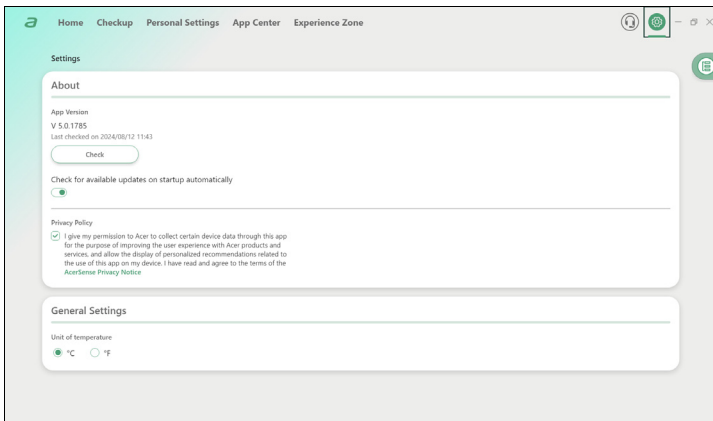 a Home Checkup Personal Settings App Center Experience Zone
Settings
About
App Version
V 5.0.1785
Last checked on 2024/08/12 11:43
Check
Check for available updates on startup automatically
Privacy Policy
I give my permission to Acer to collect certain device data through this app
for the purpose of improving the user experience with Acer products and
services, and allow the display of personalized recommendations related to
the use of this app on my device. I have read and agree to the terms of the
AcerSense Privacy Notice
General Settings
Unit of temperature
°C °F